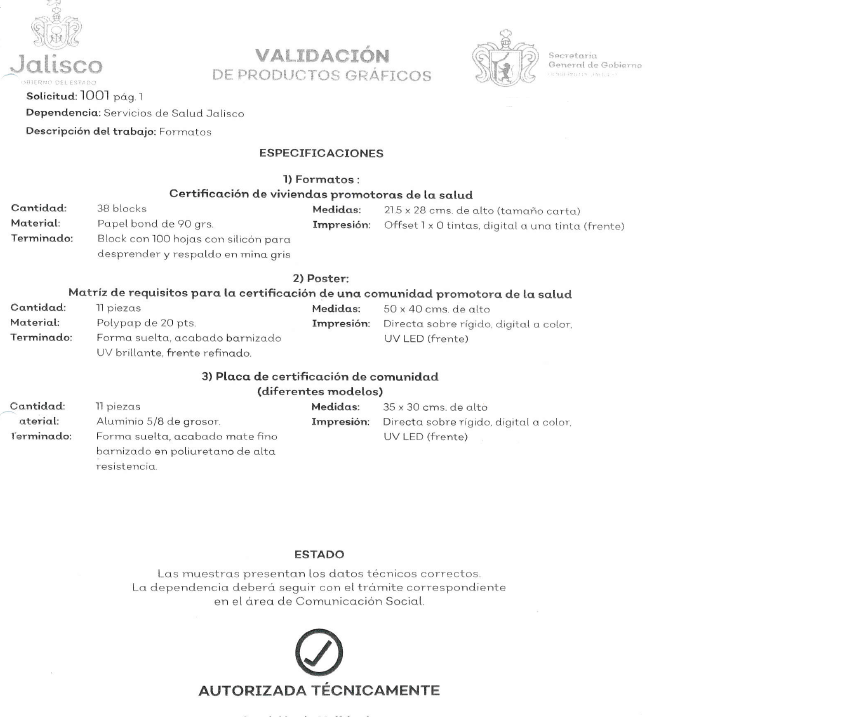 Jalisco
GOBIERNO DEL ESTADO
VALIDACIÓN
DE PRODUCTOS GRÁFICOS
Secretaría
General de Gobierno
Solicitud: 1001 pág. 1
Dependencia: Servicios de Salud Jalisco
Descripción del trabajo: Formatos
ESPECIFICACIONES
1) Formatos :
Certificación de viviendas promotoras de la salud
Cantidad: 38 blocks Medidas: 21.5 x 28 cms. de alto (tamaño carta)
Material: Papel bond de 90 grs. Impresión: Offset 1 x 0 tintas, digital a una tinta (frente)
Terminado: Block con 100 hojas con silicón para
desprender y respaldo en mina gris
2) Poster:
Matríz de requisitos para la certificación de una comunidad promotora de la salud
Cantidad: 11 piezas Medidas: 50 x 40 cms. de alto
Material: Polypap de 20 pts. Impresión: Directa sobre rígido, digital a color,
Terminado: Forma suelta, acabado barnizado UV LED (frente)
UV brillante, frente refinado.
3) Placa de certificación de comunidad
(diferentes modelos)
Cantidad: 11 piezas Medidas: 35 x 30 cms. de alto
aterial: Aluminio 5/8 de grosor. Impresión: Directa sobre rígido, digital a color,
Terminado: Forma suelta, acabado mate fino UV LED (frente)
barnizado en poliuretano de alta
resistencia.
ESTADO
Las muestras presentan los datos técnicos correctos.
La dependencia deberá seguir con el trámite correspondiente
en el área de Comunicación Social.
AUTORIZADA TÉCNICAMENTE